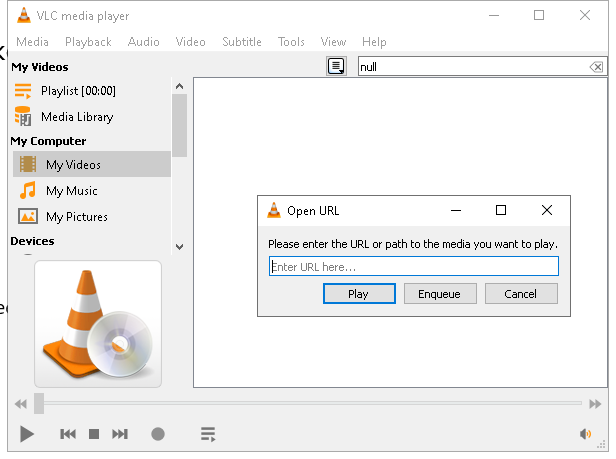 VLC media player
Media Playback Audio Video Subtitle Tools View Help
My Videos
null
Playlist [00:00]
Media Library
My Computer
My Videos
My Music
My Pictures
Devices
Open URL
Please enter the URL or path to the media you want to play.
Enter URL here...
Play Enqueue Cancel